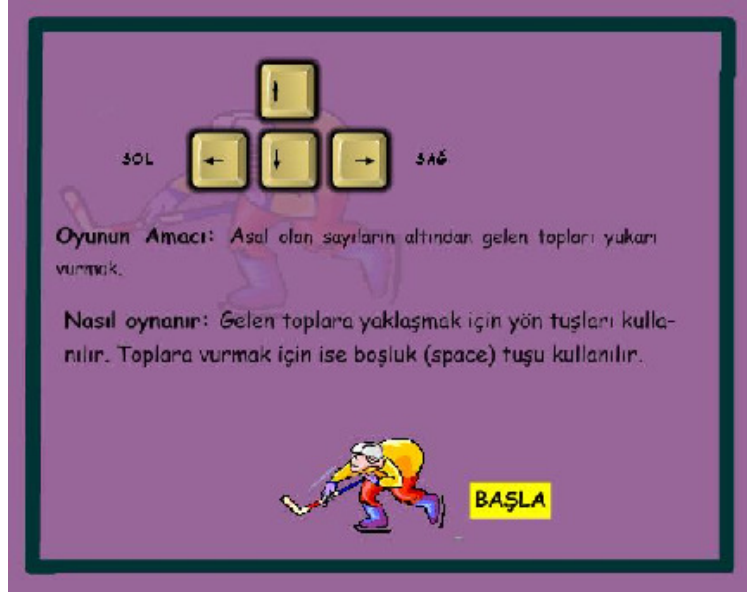 SOL SAĞ
Oyunun Amacı: Asal olan sayıların altından gelen topları yukarı
vurmak.
Nasıl oynanır: Gelen toplara yaklaşmak için yön tuşları kulla-
nılır. Toplara vurmak için ise boşluk (space) tuşu kullanılır.
BAŞLA